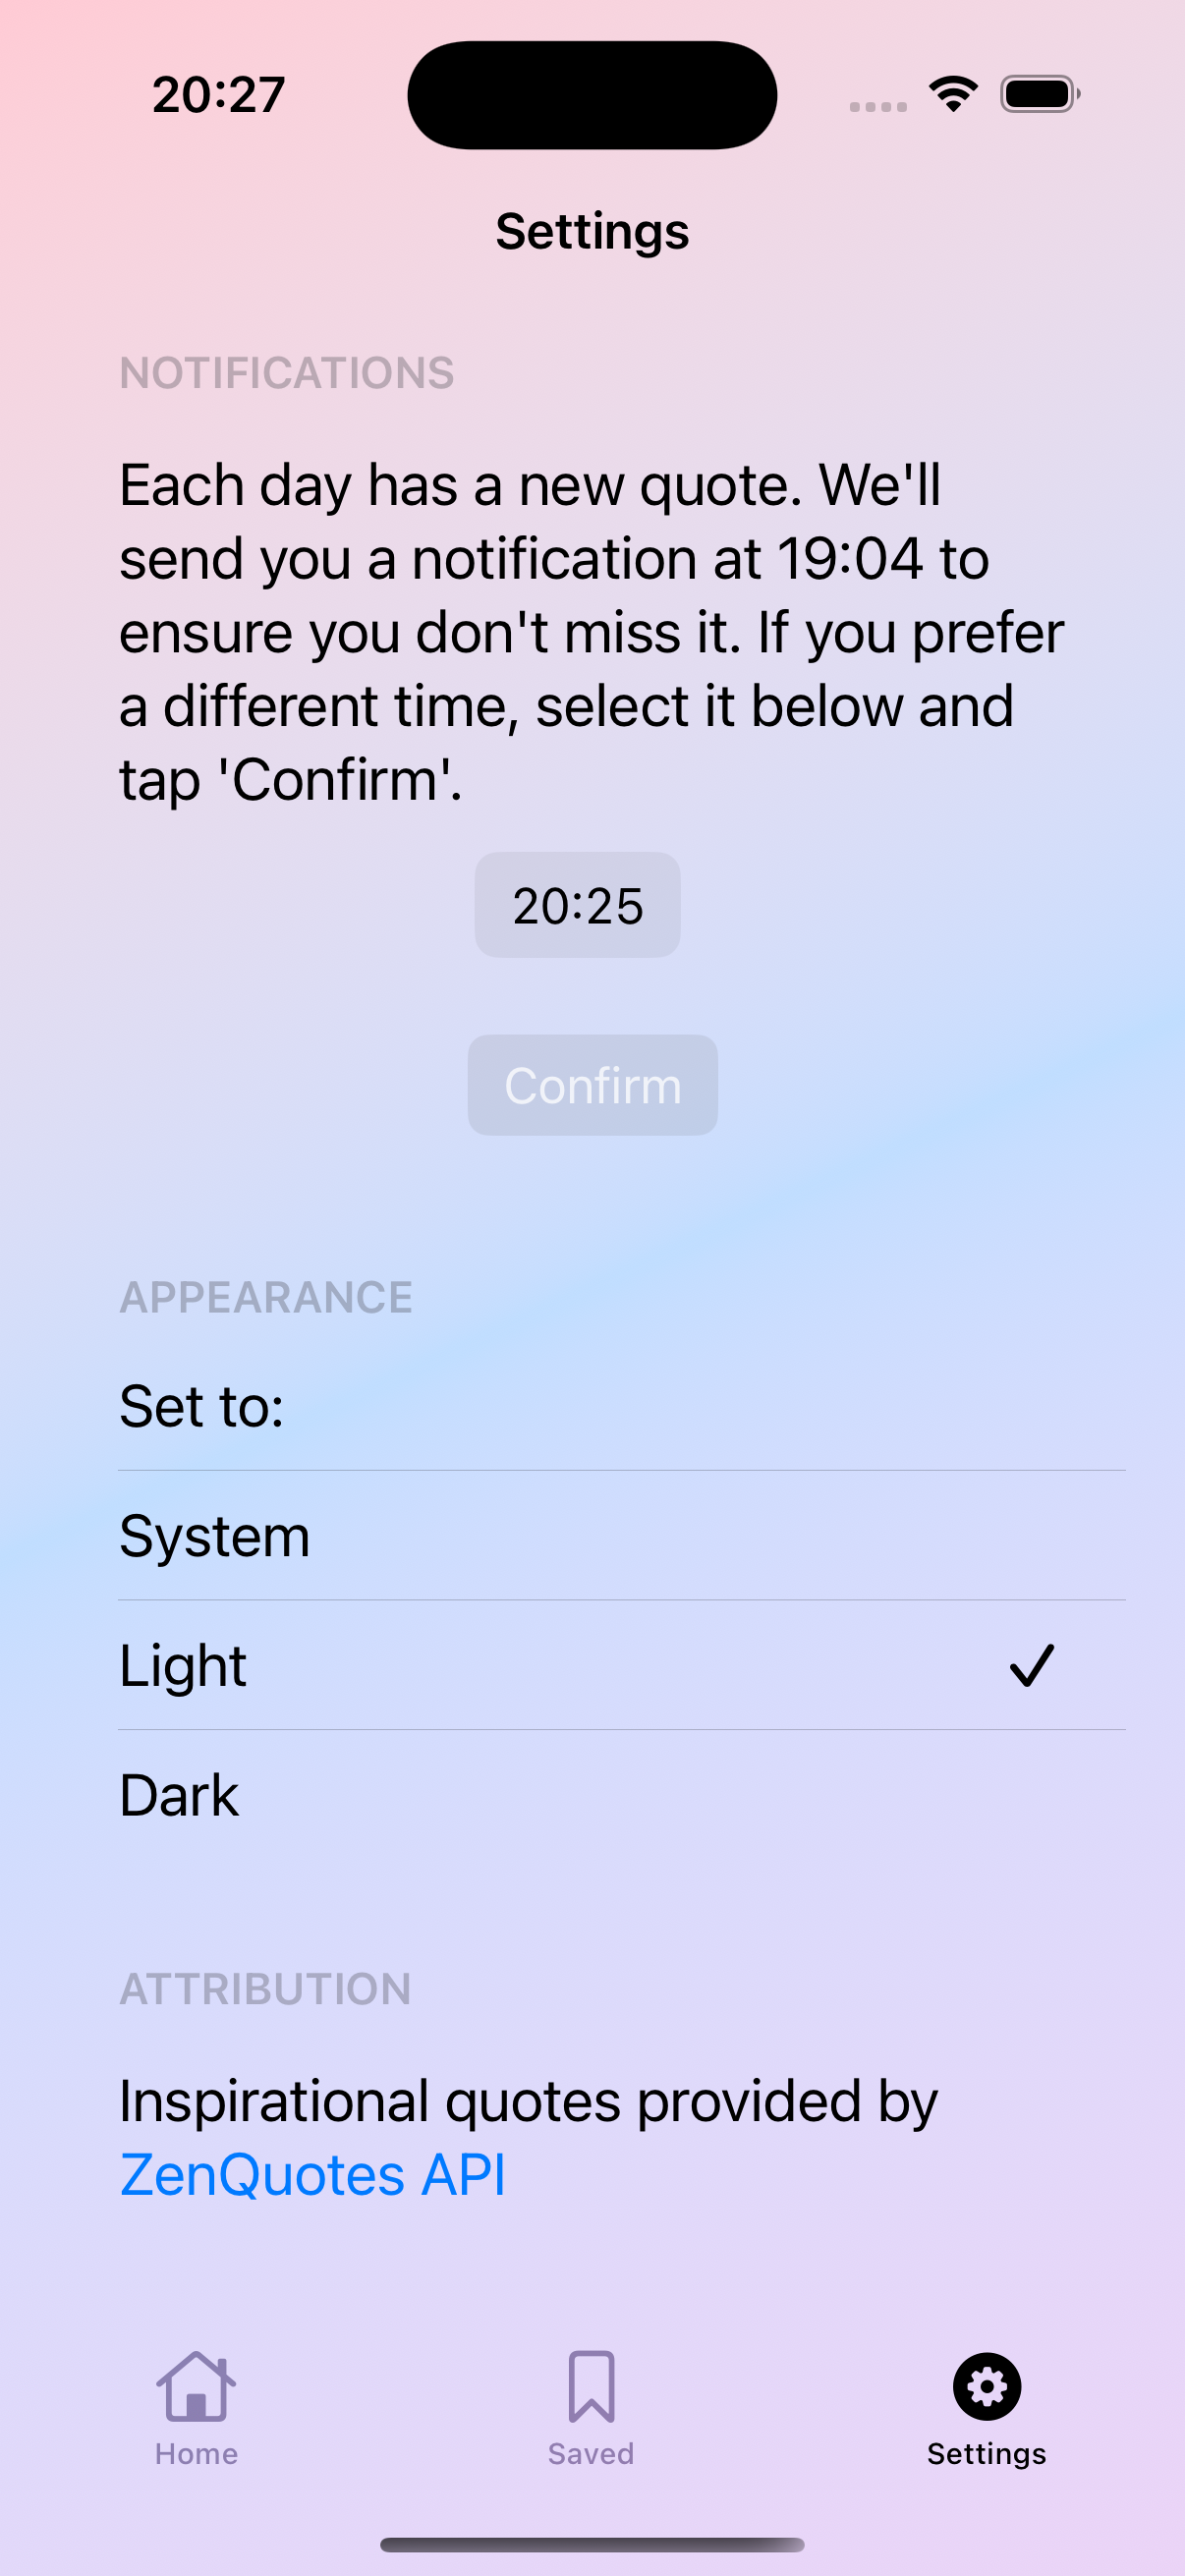 20:27
Settings
NOTIFICATIONS
Each day has a new quote. We'll
send you a notification at 19:04 to
ensure you don't miss it. If you prefer
a different time, select it below and
tap 'Confirm'.
20:25
Confirm
APPEARANCE
Set to:
System
Light
Dark
ATTRIBUTION
Inspirational quotes provided by
ZenQuotes API
Home
Saved
Settings